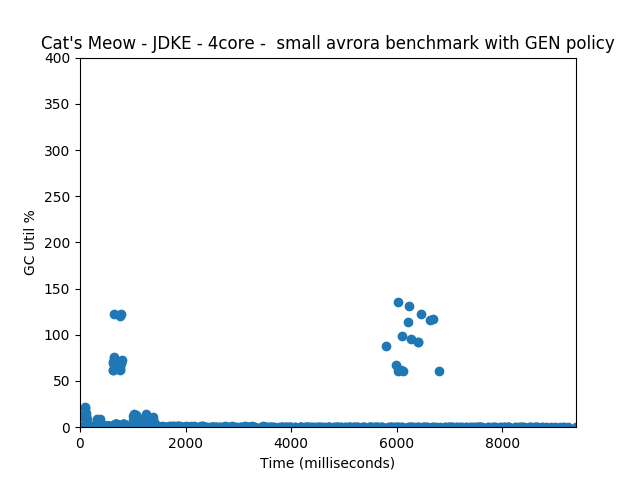 Cat's Meow - JDKE - 4core -  small avrora benchmark with GEN policy
400
350
300
250
200
150
100
50
0
GC Util %
0 2000 4000 6000 8000
Time (milliseconds)